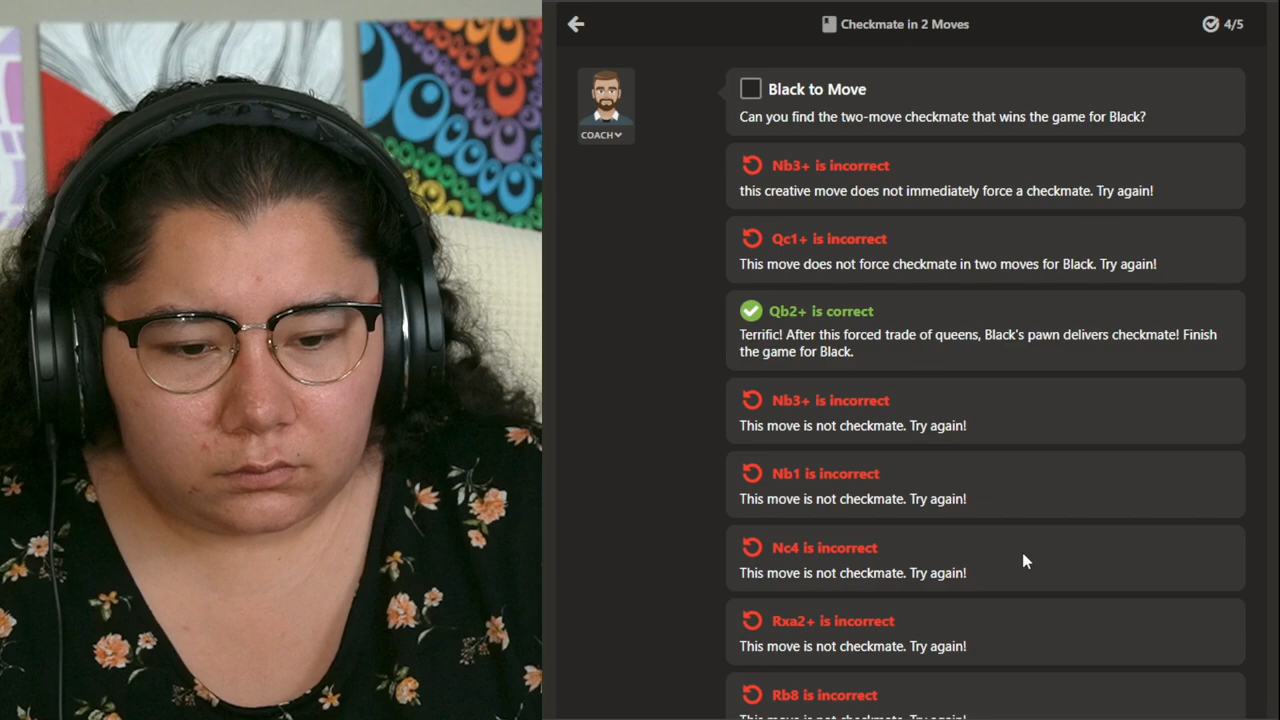 Checkmate in 2 Moves
4/5
COACH
Black to Move
Can you find the two-move checkmate that wins the game for Black?
Nb3+ is incorrect
this creative move does not immediately force a checkmate. Try again!
Qc1+ is incorrect
This move does not force checkmate in two moves for Black. Try again!
Qb2+ is correct
Terrific! After this forced trade of queens, Black's pawn delivers checkmate! Finish
the game for Black.
Nb3+ is incorrect
This move is not checkmate. Try again!
Nb1 is incorrect
This move is not checkmate. Try again!
Nc4 is incorrect
This move is not checkmate. Try again!
Rxa2+ is incorrect
This move is not checkmate. Try again!
Rb8 is incorrect